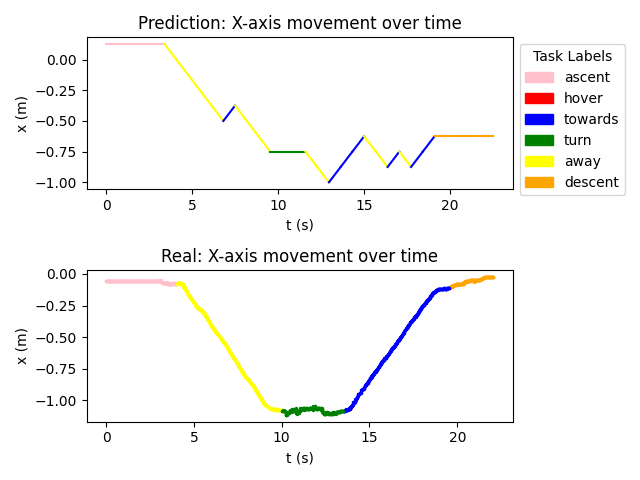 Prediction: X-axis movement over time
0.00
−0.25
−0.50
−0.75
−1.00
x (m)
0 5 10 15 20
t (s)
Task Labels
ascent
hover
towards
turn
away
descent
Real: X-axis movement over time
0.00
−0.25
−0.50
−0.75
−1.00
x (m)
0 5 10 15 20
t (s)